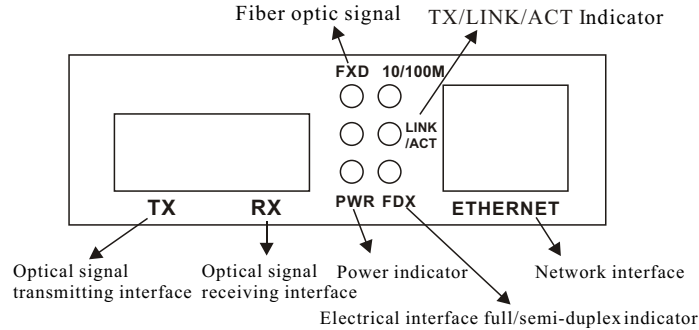 Fiber optic signal
TX/LINK/ACT Indicator
FXD 10/100M
LINK
/ACT
PWR FDX
TX
RX
ETHERNET
Optical signal
transmitting interface
Optical signal
receiving interface
Power indicator
Network interface
Electrical interface full/semi-duplex indicator